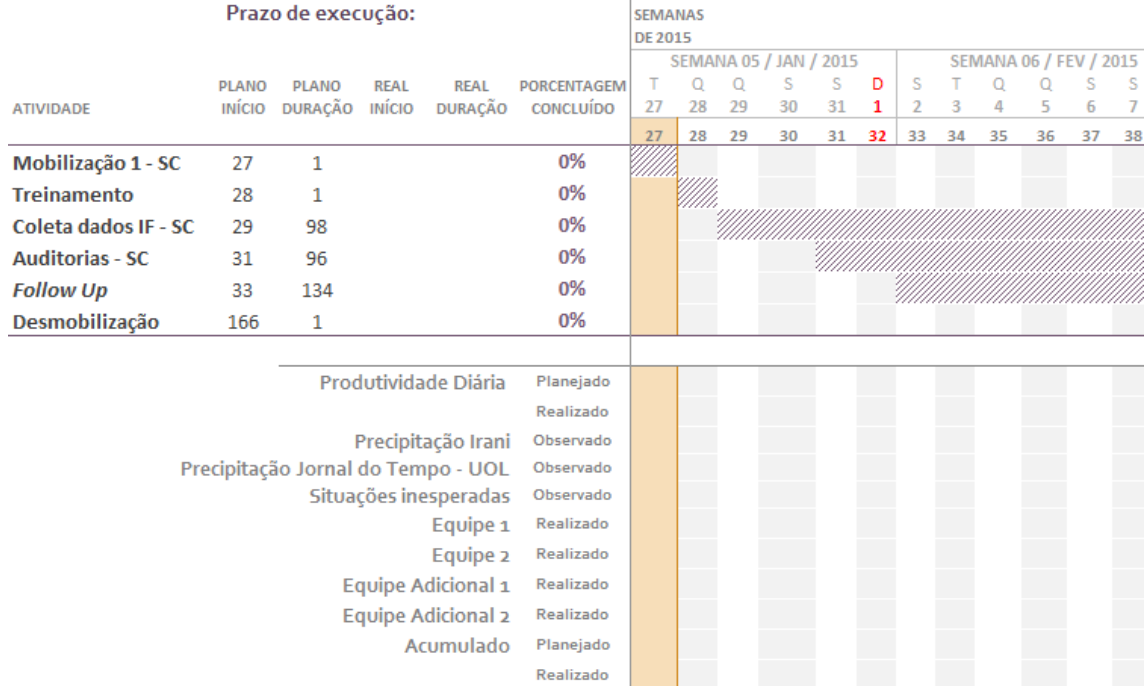 Prazo de execução:
SEMANAS
DE 2015
SEMANA 05 / JAN / 2015 SEMANA 06 / FEV / 2015
PLANO PLANO REAL REAL PORCENTAGEM T Q Q S S D S T Q Q S S
ATIVIDADE INÍCIO DURAÇÃO INÍCIO DURAÇÃO CONCLUÍDO 27 28 29 30 31 1 2 3 4 5 6 7
27 28 29 30 31 32 33 34 35 36 37 38
Mobilização 1 - SC 27 1 0%
Treinamento 28 1 0%
Coleta dados IF - SC 29 98 0%
Auditorias - SC 31 96 0%
Follow Up 33 134 0%
Desmobilização 166 1 0%
Produtividade Diária Planejado
Realizado
Precipitação Irani Observado
Precipitação Jornal do Tempo - UOL Observado
Situações inesperadas Observado
Equipe 1 Realizado
Equipe 2 Realizado
Equipe Adicional 1 Realizado
Equipe Adicional 2 Realizado
Acumulado Planejado
Realizado